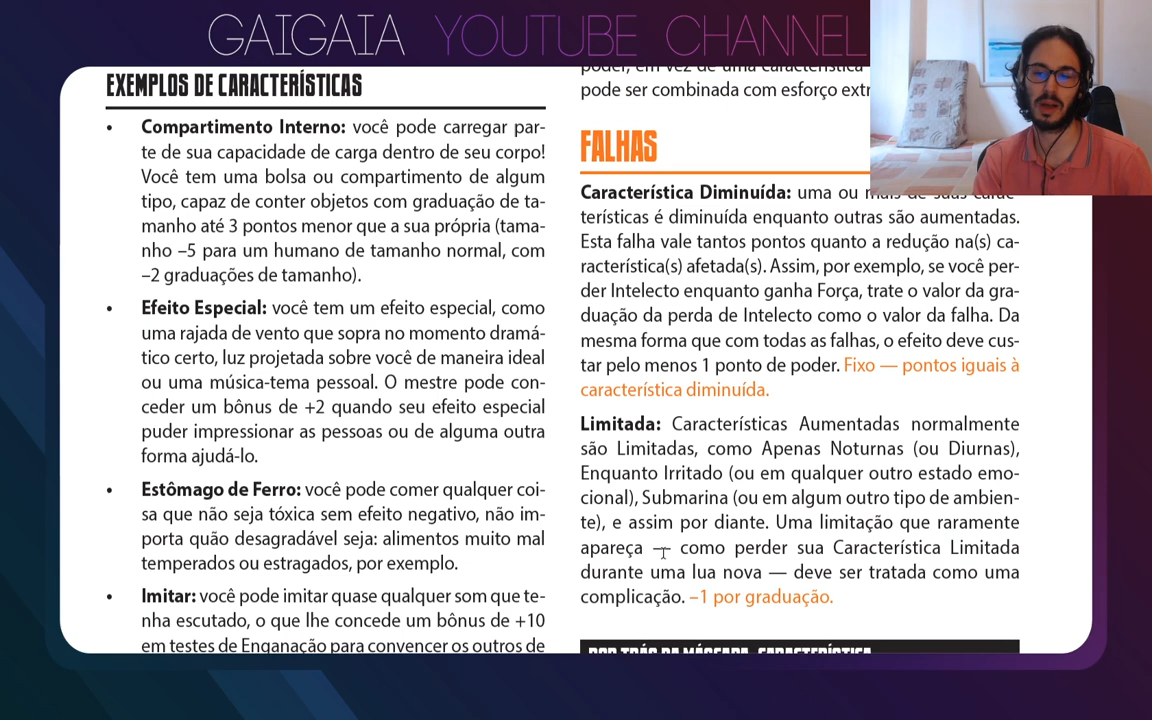 GAIGAIA YOUTUBE CHANNEL
EXEMPLOS DE CARACTERÍSTICAS
• Compartimento Interno: você pode carregar par-
te de sua capacidade de carga dentro de seu corpo!
Você tem uma bolsa ou compartimento de algum
tipo, capaz de conter objetos com graduação de ta-
manho até 3 pontos menor que a sua própria (tama-
nho –5 para um humano de tamanho normal, com
–2 graduações de tamanho).
• Efeito Especial: você tem um efeito especial, como
uma rajada de vento que sopra no momento dramá-
tico certo, luz projetada sobre você de maneira ideal
ou uma música-tema pessoal. O mestre pode con-
ceder um bônus de +2 quando seu efeito especial
puder impressionar as pessoas ou de alguma outra
forma ajudá-lo.
• Estômago de Ferro: você pode comer qualquer coi-
sa que não seja tóxica sem efeito negativo, não im-
porta quão desagradável seja: alimentos muito mal
temperados ou estragados, por exemplo.
• Imitar: você pode imitar quase qualquer som que te-
nha escutado, o que lhe concede um bônus de +10
em testes de Enganação para convencer os outros de
poder, em vez de uma característica
pode ser combinada com esforço extr
FALHAS
Característica Diminuída: uma ou mais de suas carac-
terísticas é diminuída enquanto outras são aumentadas.
Esta falha vale tantos pontos quanto a redução na(s) ca-
racterística(s) afetada(s). Assim, por exemplo, se você per-
der Intelecto enquanto ganha Força, trate o valor da gra-
duação da perda de Intelecto como o valor da falha. Da
mesma forma que com todas as falhas, o efeito deve cus-
tar pelo menos 1 ponto de poder. Fixo — pontos iguais à
característica diminuída.
Limitada: Características Aumentadas normalmente
são Limitadas, como Apenas Noturnas (ou Diurnas),
Enquanto Irritado (ou em qualquer outro estado emo-
cional), Submarina (ou em algum outro tipo de ambien-
te), e assim por diante. Uma limitação que raramente
apareça — como perder sua Característica Limitada
durante uma lua nova — deve ser tratada como uma
complicação. –1 por graduação.
POR TRÁS DA MÁSCARA: CARACTERÍSTICA